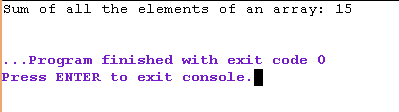 Sum of all the elements of an array: 15
...Program finished with exit code 0
Press ENTER to exit console.